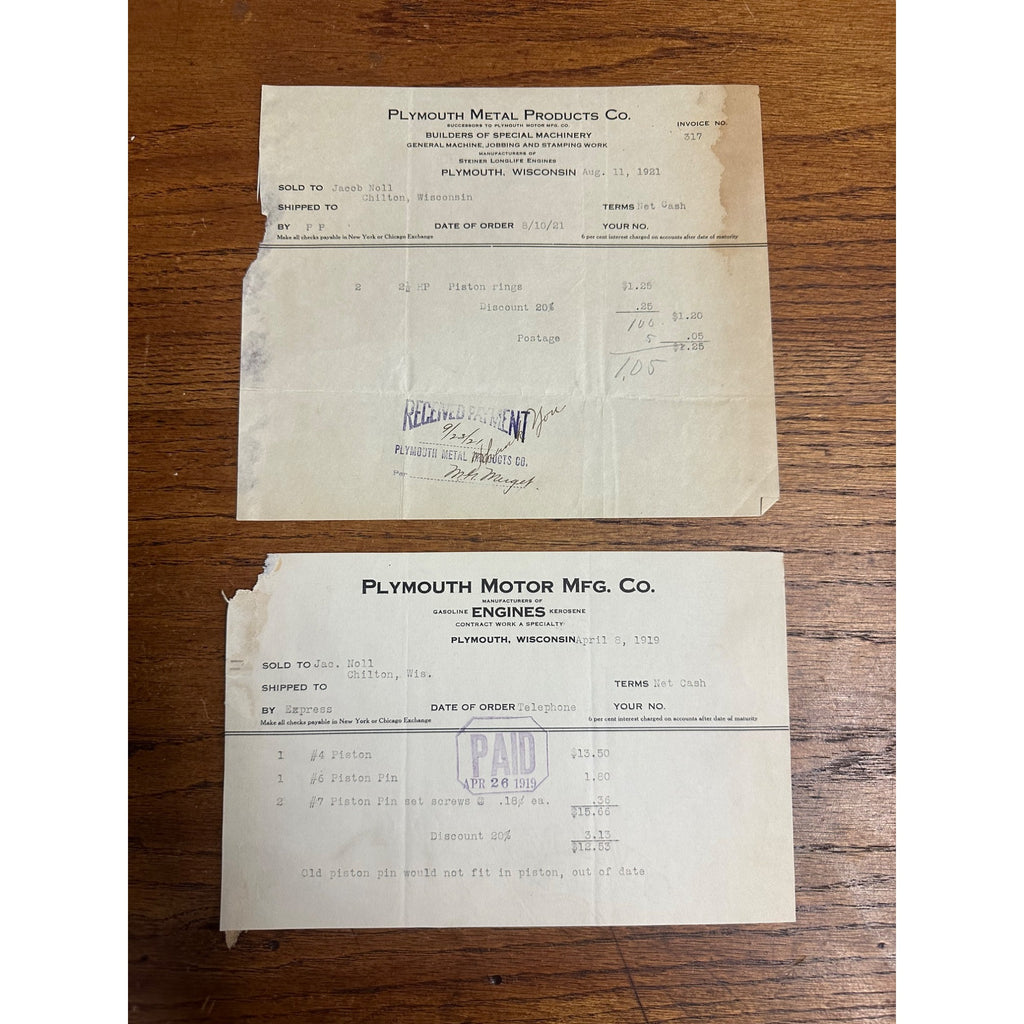 PLYMOUTH METAL PRODUCTS CO.
SUCCESSORS TO PLYMOUTH MOTOR MFG. CO.
BUILDERS OF SPECIAL MACHINERY
GENERAL MACHINE, JOBBING AND STAMPING WORK
MANUFACTURERS OF
STEINER LONGLIFE ENGINES
INVOICE NO.
317
PLYMOUTH, WISCONSIN Aug. 11, 1921
SOLD TO Jacob Noll
Chilton, Wisconsin
SHIPPED TO TERMS Net Cash
BY P P DATE OF ORDER 8/10/21 YOUR NO.
Make all checks payable in New York or Chicago Exchange 6 per cent interest charged on accounts after date of maturity
2 2½ HP Piston rings $1.25
Discount 20% .25
100 $1.20
Postage 5 .05
$1.25
1.05
RECEIVED PAYMENT
9/23/21 You
PLYMOUTH METAL PRODUCTS CO.
Per
PLYMOUTH MOTOR MFG. CO.
MANUFACTURERS OF
GASOLINE ENGINES KEROSENE
CONTRACT WORK A SPECIALTY
PLYMOUTH, WISCONSIN April 8, 1919
SOLD TO Jac. Noll
Chilton, Wis.
SHIPPED TO TERMS Net Cash
BY Express DATE OF ORDER Telephone YOUR NO.
Make all checks payable in New York or Chicago Exchange 6 per cent interest charged on accounts after date of maturity
PAID
APR 26 1919
1 #4 Piston $13.50
1 #6 Piston Pin 1.80
2 #7 Piston Pin set screws @ .18¢ ea. .36
$15.66
Discount 20% 3.13
$12.53
Old piston pin would not fit in piston, out of date